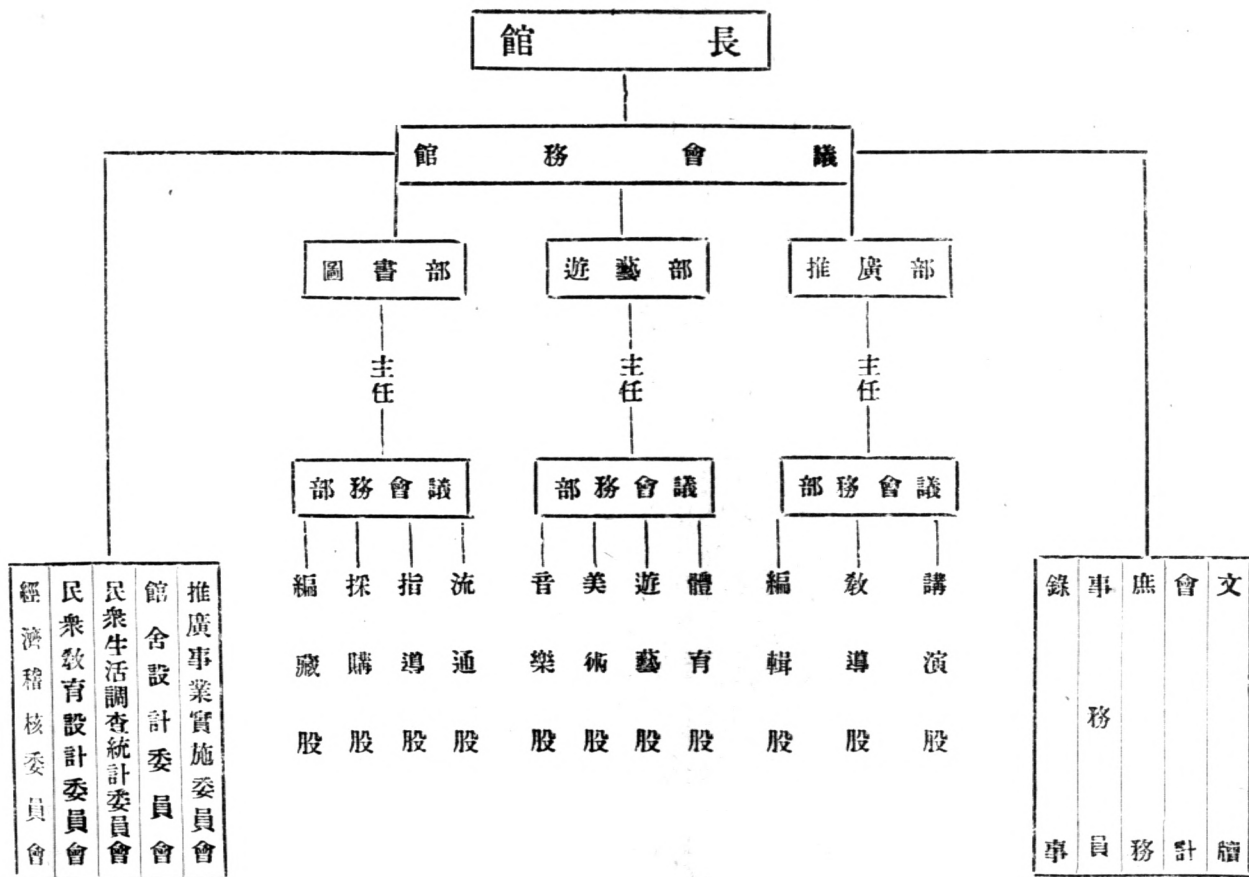 館長
館務會議
圖書部
遊藝部
推廣部
主任
主任
主任
部務會議
部務會議
部務會議
編藏股
採購股
指導股
流通股
音樂股
美術股
遊藝股
體育股
編輯股
教導股
講演股
經濟稽核委員會
民衆教育設計委員會
民衆生活調查統計委員會
館舍設計委員會
推廣事業實施委員會
錄事
事務員
庶務
會計
文牘